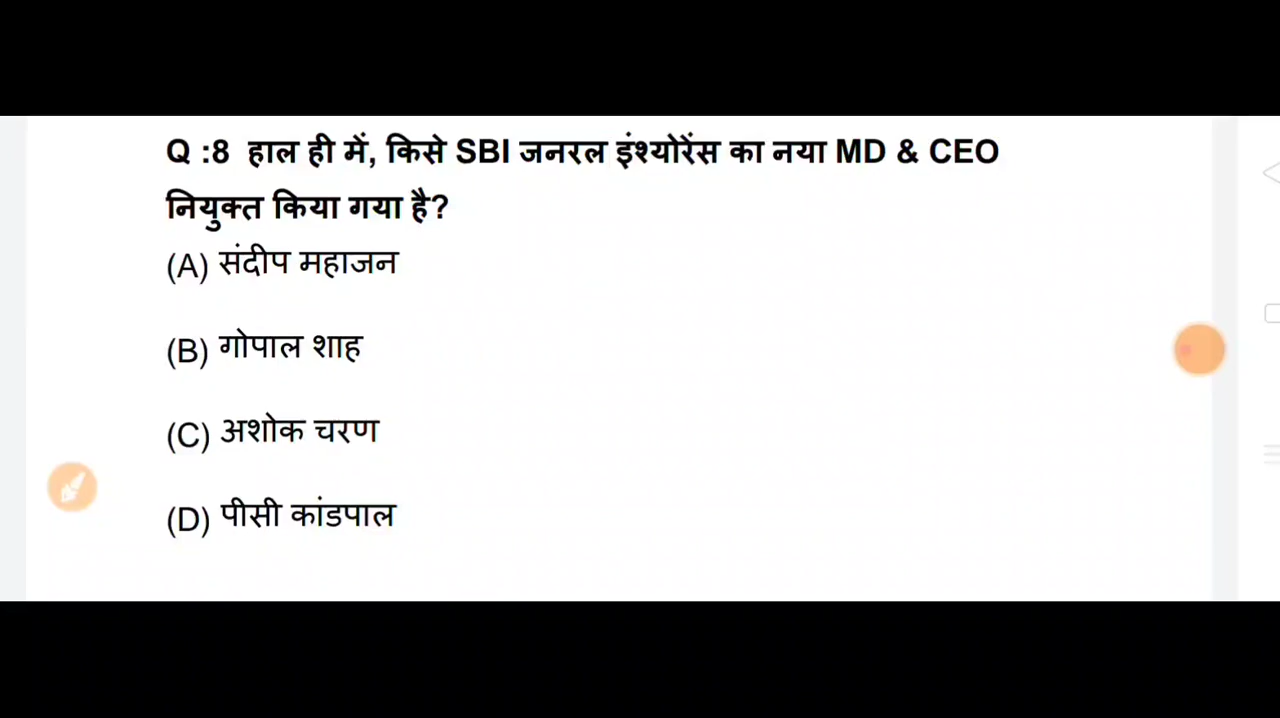 Q :8 हाल ही में, किसे SBI जनरल इंश्योरेंस का नया MD & CEO
नियुक्त किया गया है?
(A) संदीप महाजन
(B) गोपाल शाह
(C) अशोक चरण
(D) पीसी कांडपाल